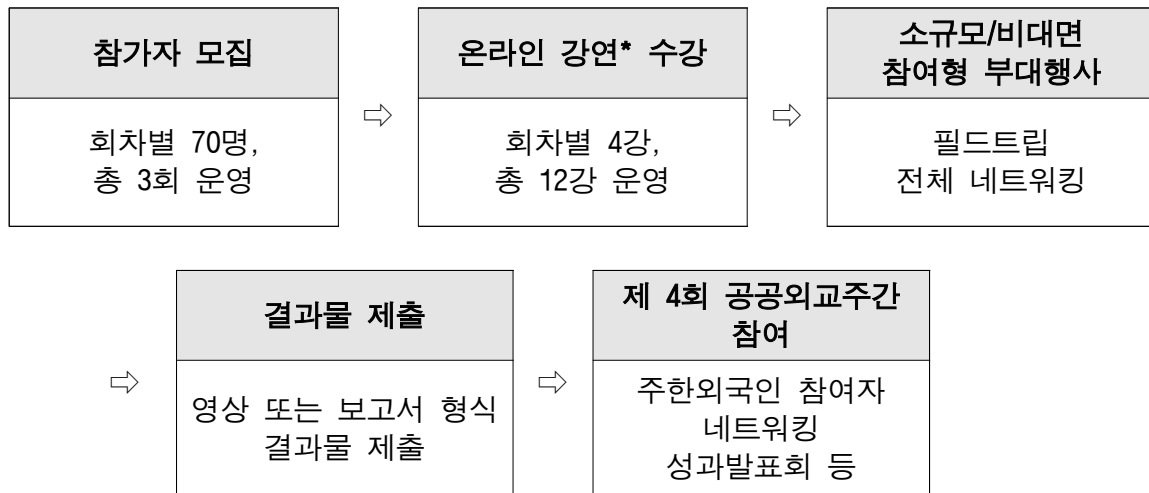 참가자 모집
회차별 70명,
총 3회 운영
⇨
온라인 강연* 수강
회차별 4강,
총 12강 운영
⇨
소규모/비대면
참여형 부대행사
필드트립
전체 네트워킹
⇨
결과물 제출
영상 또는 보고서 형식
결과물 제출
⇨
제 4회 공공외교주간
참여
주한외국인 참여자
네트워킹
성과발표회 등